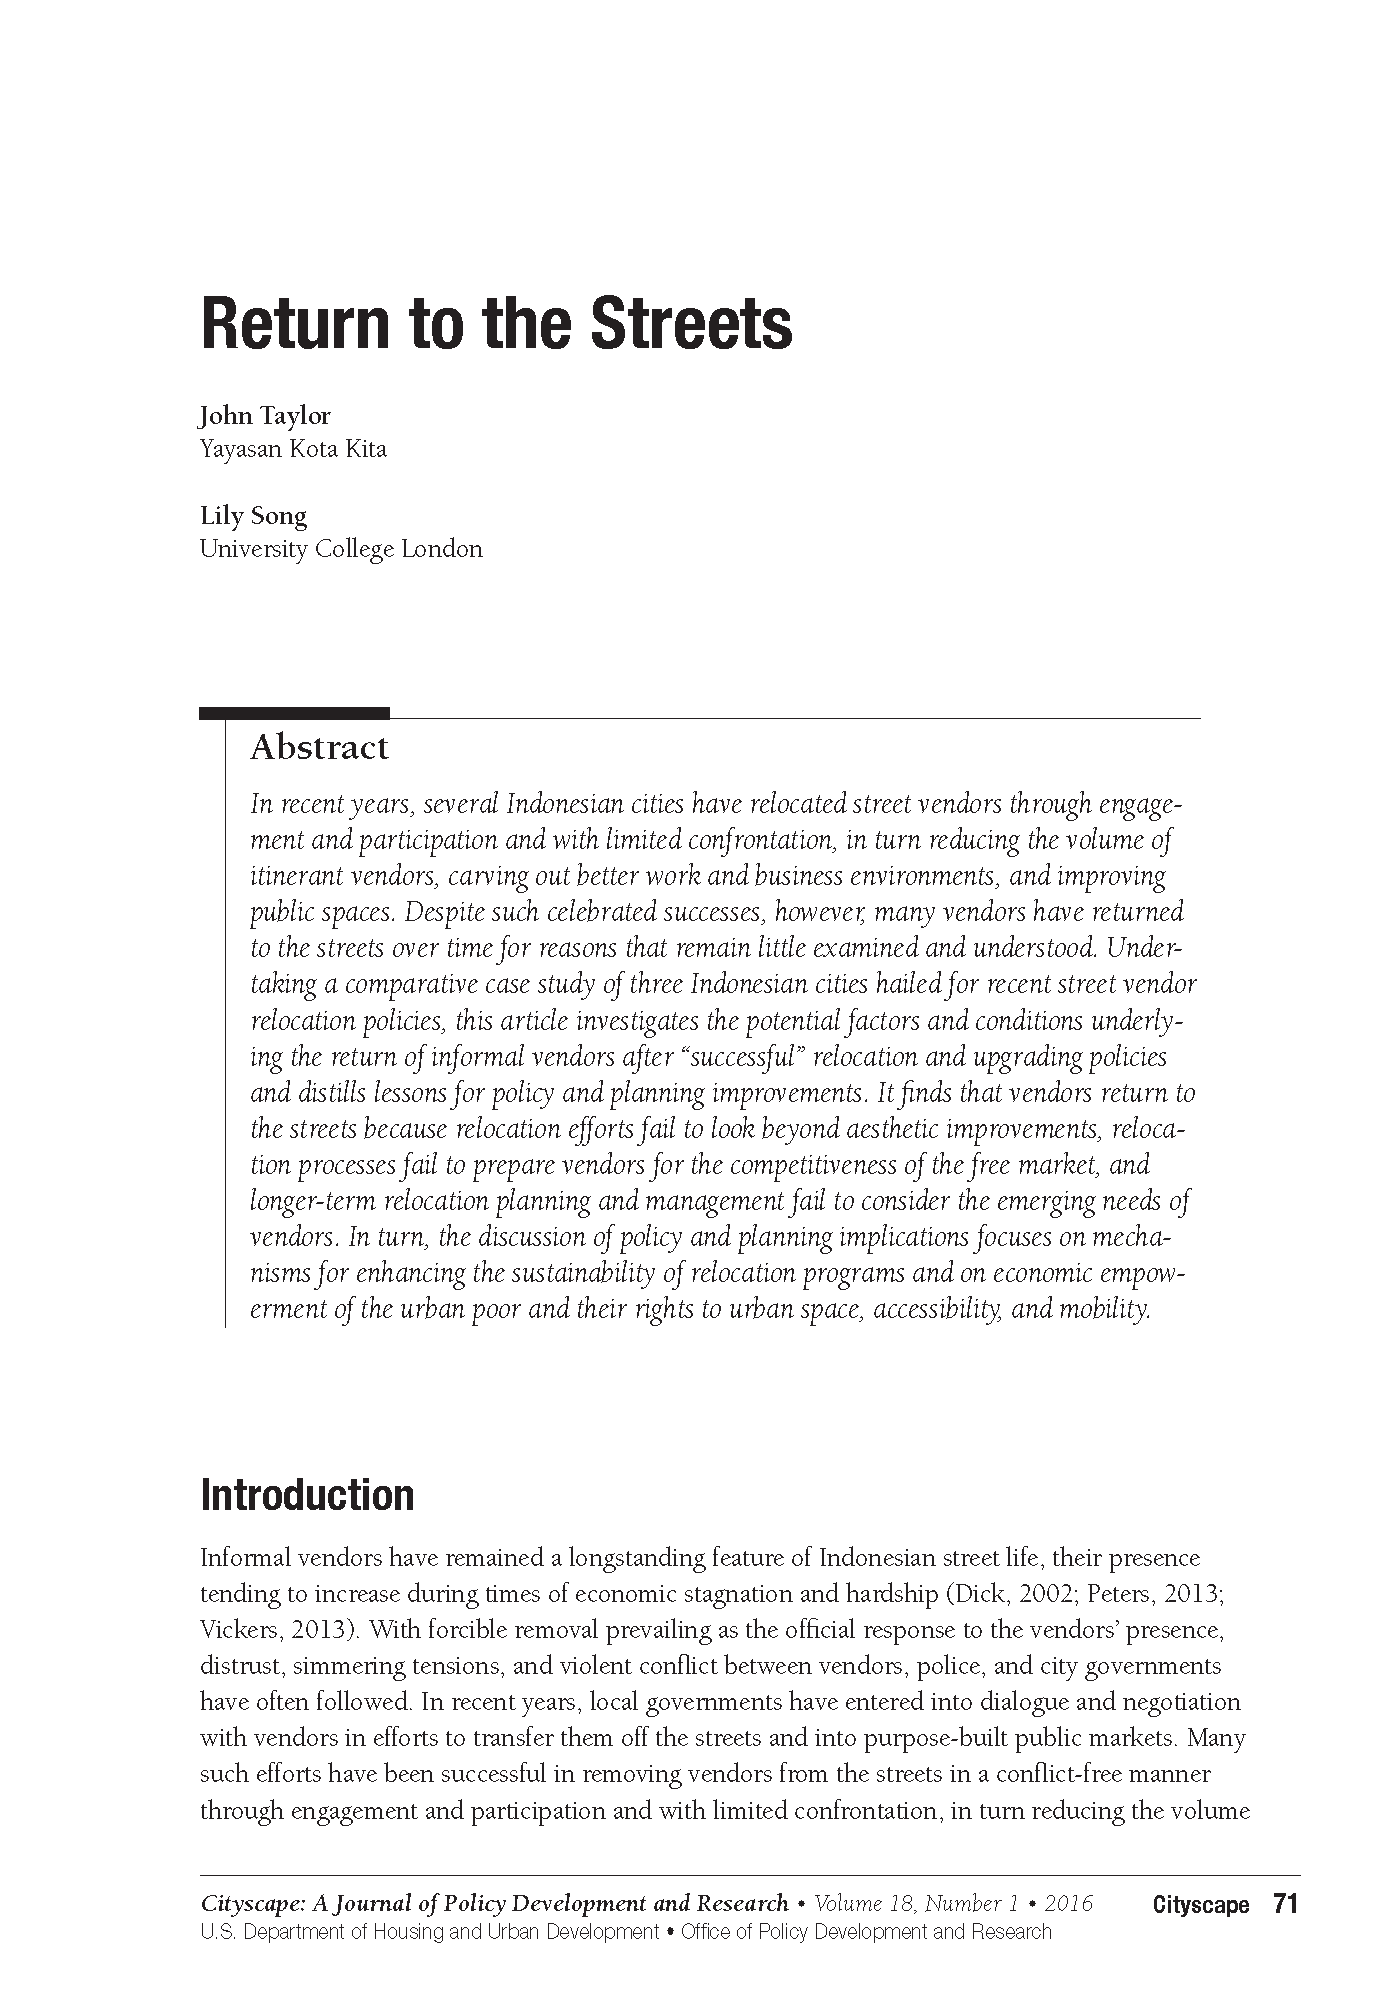 Return to the Streets
John Taylor
Yayasan Kota Kita
Lily Song
University College London
Abstract
In recent years, several Indonesian cities have relocated street vendors through engage-
ment and participation and with limited confrontation, in turn reducing the volume of
itinerant vendors, carving out better work and business environments, and improving
public spaces. Despite such celebrated successes, however, many vendors have returned
to the streets over time for reasons that remain little examined and understood. Under-
taking a comparative case study of three Indonesian cities hailed for recent street vendor
relocation policies, this article investigates the potential factors and conditions underly-
ing the return of informal vendors after “successful” relocation and upgrading policies
and distills lessons for policy and planning improvements. It finds that vendors return to
the streets because relocation efforts fail to look beyond aesthetic improvements, reloca-
tion processes fail to prepare vendors for the competitiveness of the free market, and
longer-term relocation planning and management fail to consider the emerging needs of
vendors. In turn, the discussion of policy and planning implications focuses on mecha-
nisms for enhancing the sustainability of relocation programs and on economic empow-
erment of the urban poor and their rights to urban space, accessibility, and mobility.
Introduction
Informal vendors have remained a longstanding feature of Indonesian street life, their presence
tending to increase during times of economic stagnation and hardship (Dick, 2002; Peters, 2013;
Vickers, 2013). With forcible removal prevailing as the official response to the vendors’ presence,
distrust, simmering tensions, and violent conflict between vendors, police, and city governments
have often followed. In recent years, local governments have entered into dialogue and negotiation
with vendors in efforts to transfer them off the streets and into purpose-built public markets. Many
such efforts have been successful in removing vendors from the streets in a conflict-free manner
through engagement and participation and with limited confrontation, in turn reducing the volume
Cityscape: A Journal of Policy Development and Research • Volume 18, Number 1 • 2016 Cityscape 71
U.S. Department of Housing and Urban Development • Office of Policy Development and Research